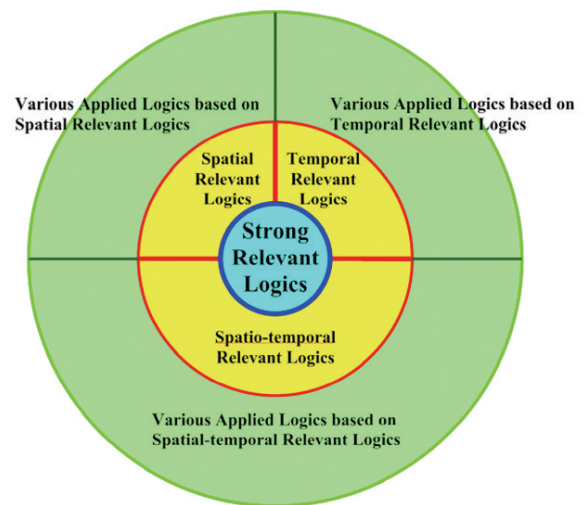 Various Applied Logics based on
Spatial Relevant Logics
Various Applied Logics based on
Temporal Relevant Logics
Spatial
Relevant
Logics
Temporal
Relevant
Logics
Strong
Relevant
Logics
Spatio-temporal
Relevant Logics
Various Applied Logics based on
Spatial-temporal Relevant Logics